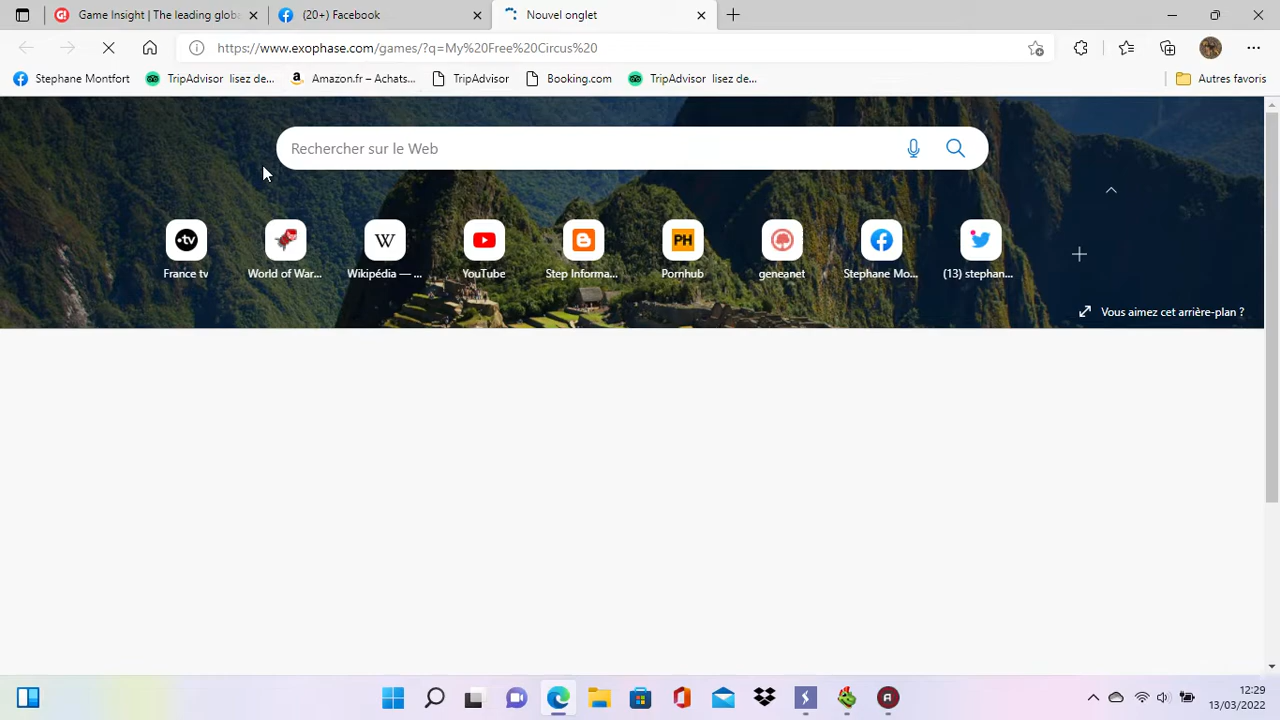 Game Insight | The leading globa
(20+) Facebook
Nouvel onglet
https://www.exophase.com/games/?q=My%20Free%20Circus%20
Stephane Montfort
TripAdvisor lisez de...
Amazon.fr – Achats...
TripAdvisor
Booking.com
TripAdvisor lisez de...
Autres favoris
Rechercher sur le Web
tv
W
PH
France tv
World of War...
Wikipédia — ...
YouTube
Step Informa...
Pornhub
geneanet
Stephane Mo...
(13) stephan...
Vous aimez cet arrière-plan ?
12:29
13/03/2022